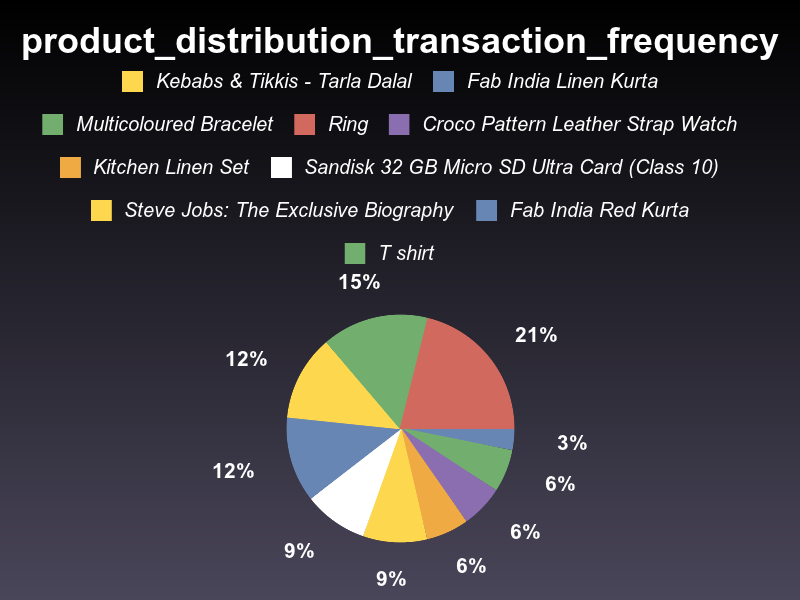 product_distribution_transaction_frequency
Kebabs & Tikkis - Tarla Dalal Fab India Linen Kurta
Multicoloured Bracelet Ring Croco Pattern Leather Strap Watch
Kitchen Linen Set Sandisk 32 GB Micro SD Ultra Card (Class 10)
Steve Jobs: The Exclusive Biography Fab India Red Kurta
T shirt
15%
21%
12%
3%
12%
6%
6%
9%
6%
9%